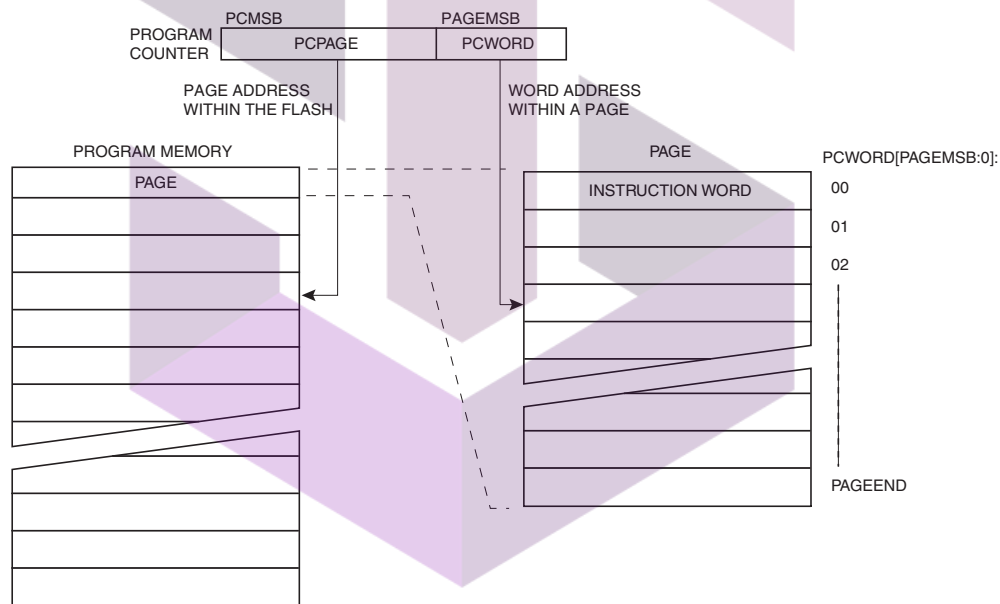 PCMSB PAGEMSB
PROGRAM
COUNTER
PCPAGE PCWORD
PAGE ADDRESS
WITHIN THE FLASH
WORD ADDRESS
WITHIN A PAGE
PROGRAM MEMORY
PAGE
PAGE
INSTRUCTION WORD
PCWORD[PAGEMSB:0]:
00
01
02
PAGEEND